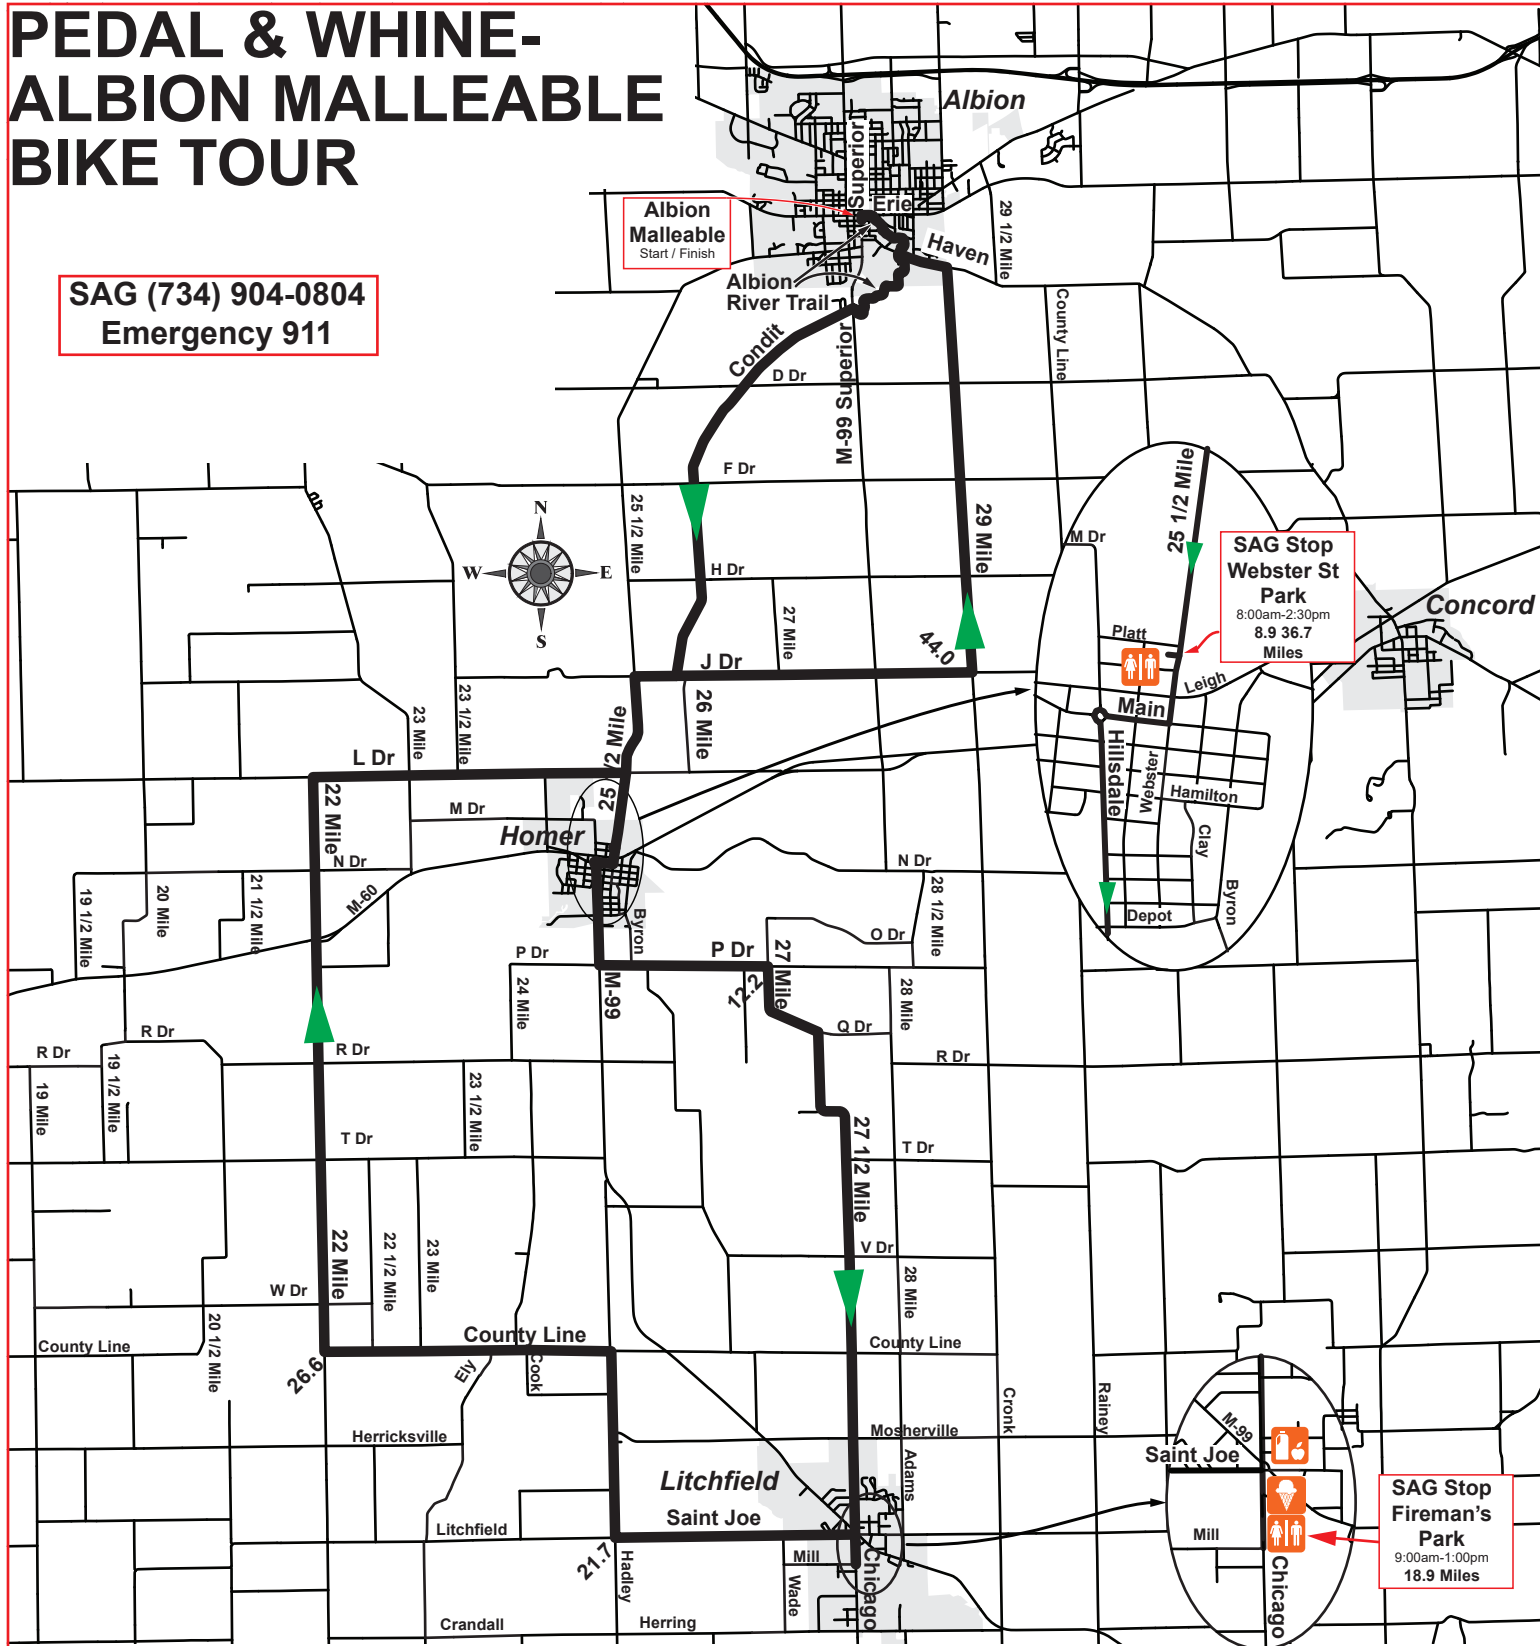 PEDAL & WHINE-
ALBION MALLEABLE
BIKE TOUR
SAG (734) 904-0804
Emergency 911
Albion
Superior
Erie
Albion
Malleable
Start / Finish
Haven
29 1/2 Mile
Albion
River Trail
County Line
Condit
D Dr
M-99 Superior
F Dr
25 1/2 Mile
29 Mile
N
W
E
S
H Dr
27 Mile
44.0
J Dr
26 Mile
23 Mile
23 1/2 Mile
25 1/2 Mile
L Dr
22 Mile
M Dr
Homer
N Dr
N Dr
M-60
19 1/2 Mile
20 Mile
21 1/2 Mile
28 1/2 Mile
Byron
O Dr
P Dr
P Dr
27 Mile
12.2
24 Mile
M-99
28 Mile
Q Dr
R Dr
R Dr
R Dr
R Dr
19 Mile
19 1/2 Mile
23 1/2 Mile
T Dr
T Dr
27 1/2 Mile
22 Mile
22 1/2 Mile
23 Mile
V Dr
28 Mile
W Dr
20 1/2 Mile
County Line
County Line
County Line
26.6
Ely
Cook
Cronk
Rainey
Herricksville
Mosherville
Adams
Litchfield
Saint Joe
Litchfield
21.7
Hadley
Mill
Wade
Chicago
Crandall
Herring
25 1/2 Mile
M Dr
SAG Stop
Webster St
Park
8:00am-2:30pm
8.9 36.7
Miles
Platt
Leigh
Main
Hillsdale
Webster
Hamilton
Clay
Byron
Depot
Concord
M-99
Saint Joe
Mill
Chicago
SAG Stop
Fireman's
Park
9:00am-1:00pm
18.9 Miles